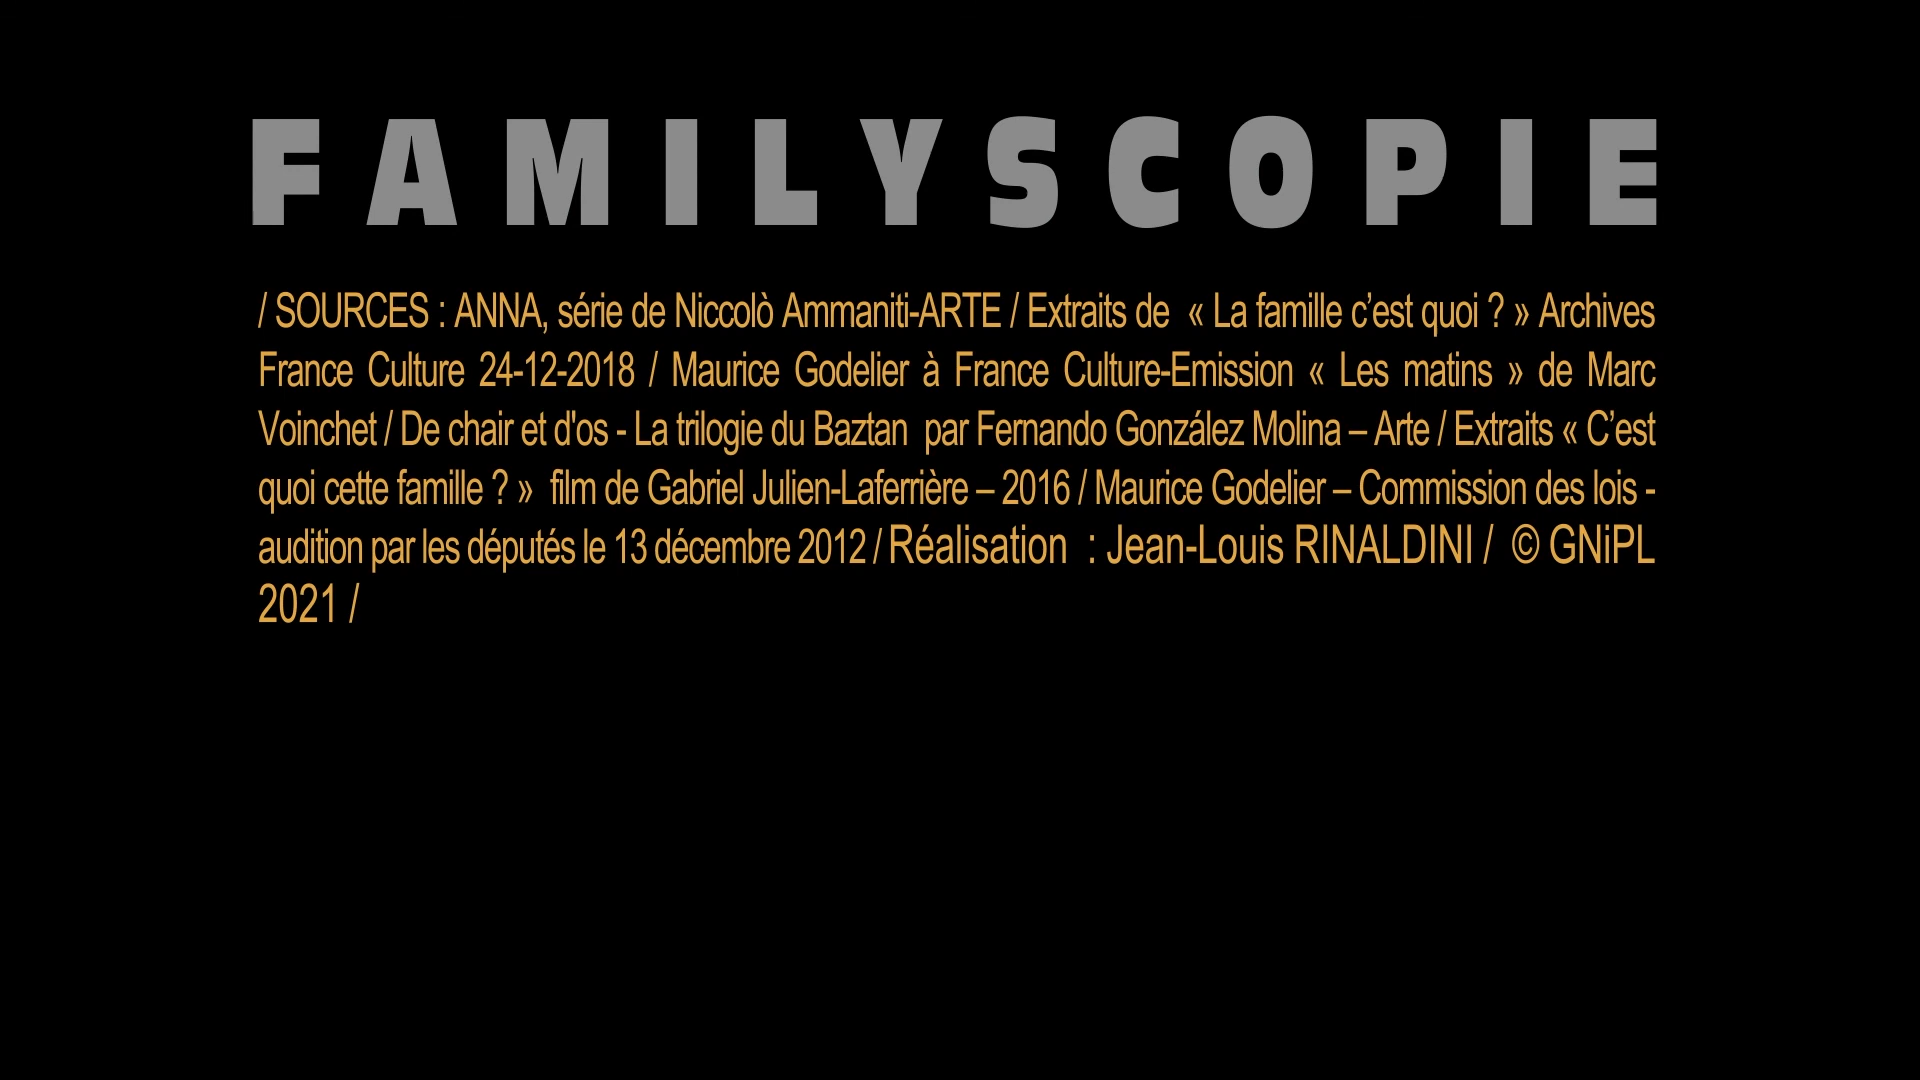 FAMILYSCOPIE
/ SOURCES : ANNA, série de Niccolò Ammaniti-ARTE / Extraits de  « La famille c’est quoi ? » Archives
France Culture 24-12-2018 / Maurice Godelier à France Culture-Emission « Les matins » de Marc
Voinchet / De chair et d'os - La trilogie du Baztan  par Fernando González Molina – Arte / Extraits « C’est
quoi cette famille ? »  film de Gabriel Julien-Laferrière – 2016 / Maurice Godelier – Commission des lois -
audition par les députés le 13 décembre 2012 / Réalisation  : Jean-Louis RINALDINI /  © GNiPL
2021 /